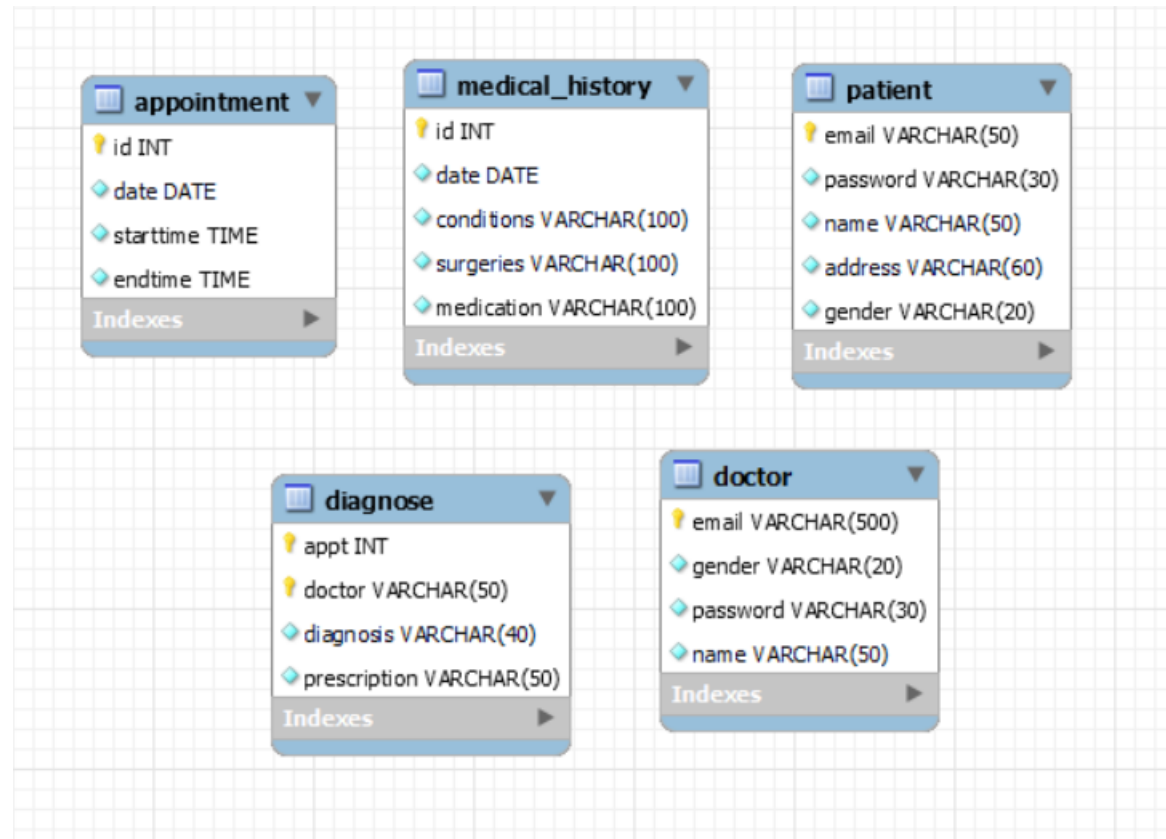 appointment
id INT
date DATE
starttime TIME
endtime TIME
Indexes
medical_history
id INT
date DATE
conditions VARCHAR(100)
surgeries VARCHAR(100)
medication VARCHAR(100)
Indexes
patient
email VARCHAR(50)
password VARCHAR(30)
name VARCHAR(50)
address VARCHAR(60)
gender VARCHAR(20)
Indexes
diagnose
appt INT
doctor VARCHAR(50)
diagnosis VARCHAR(40)
prescription VARCHAR(50)
Indexes
doctor
email VARCHAR(500)
gender VARCHAR(20)
password VARCHAR(30)
name VARCHAR(50)
Indexes